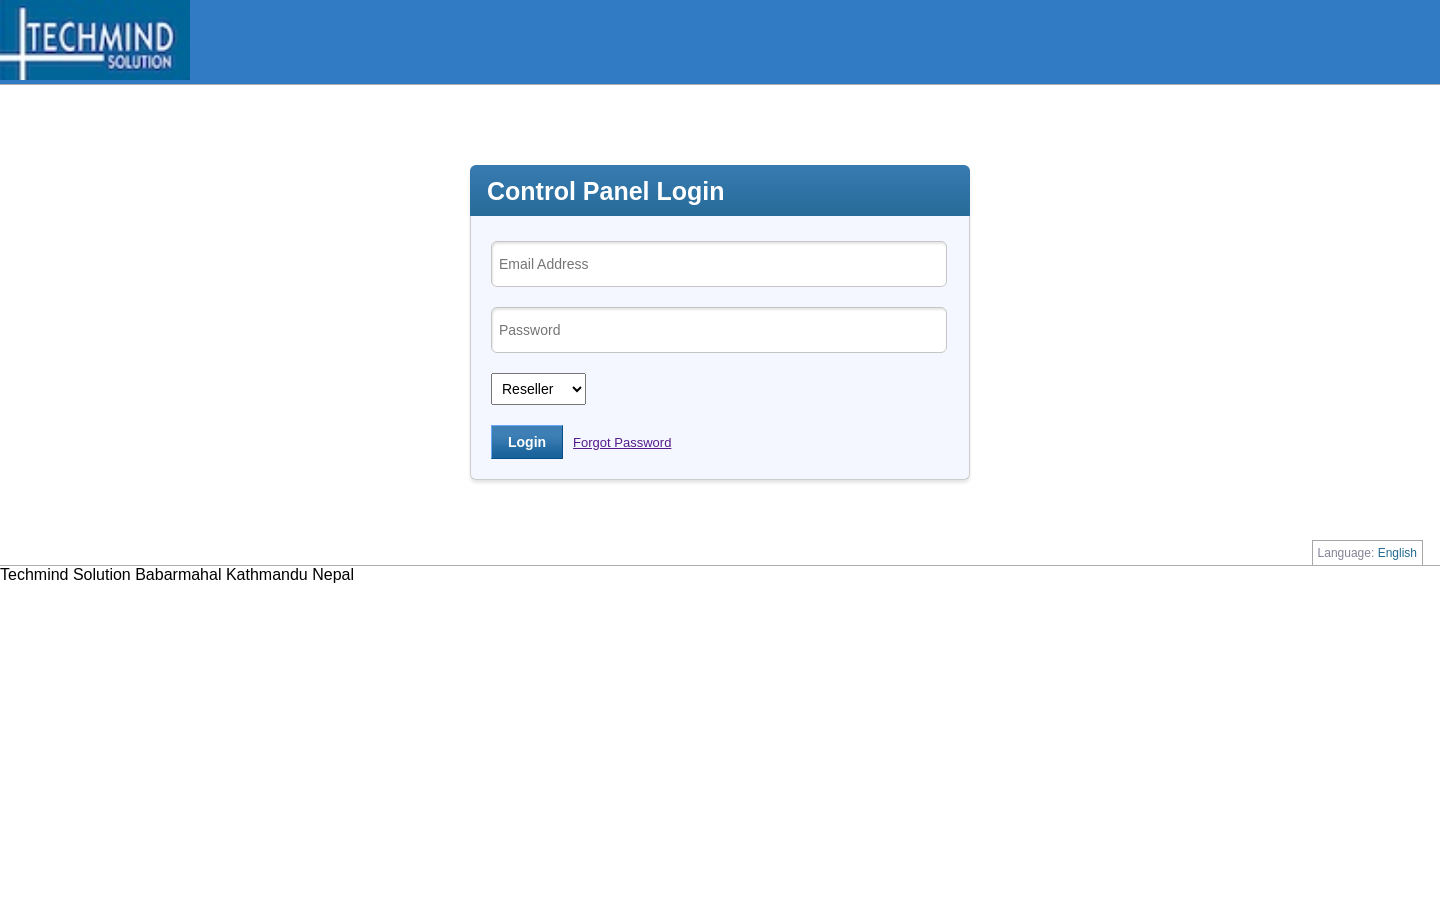 TECHMIND
SOLUTION
Control Panel Login
Email Address
Password
Reseller
Login Forgot Password
Language: English
Techmind Solution Babarmahal Kathmandu Nepal